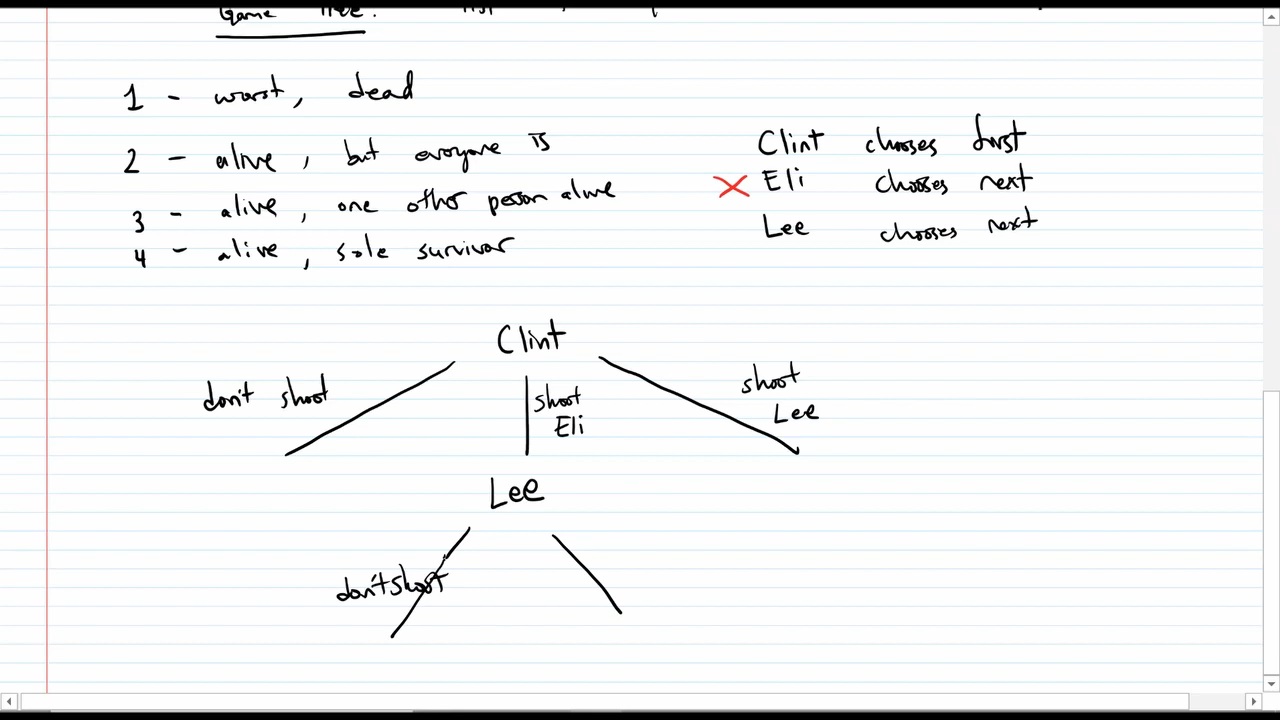 Game Tree:
1 - worst, dead
2 - alive, but everyone is
3 - alive, one other person alive
4 - alive, sole survivor
Clint chooses first
X Eli chooses next
Lee chooses next
Clint
don't shoot
shoot
Eli
shoot
Lee
Lee
don't shoot